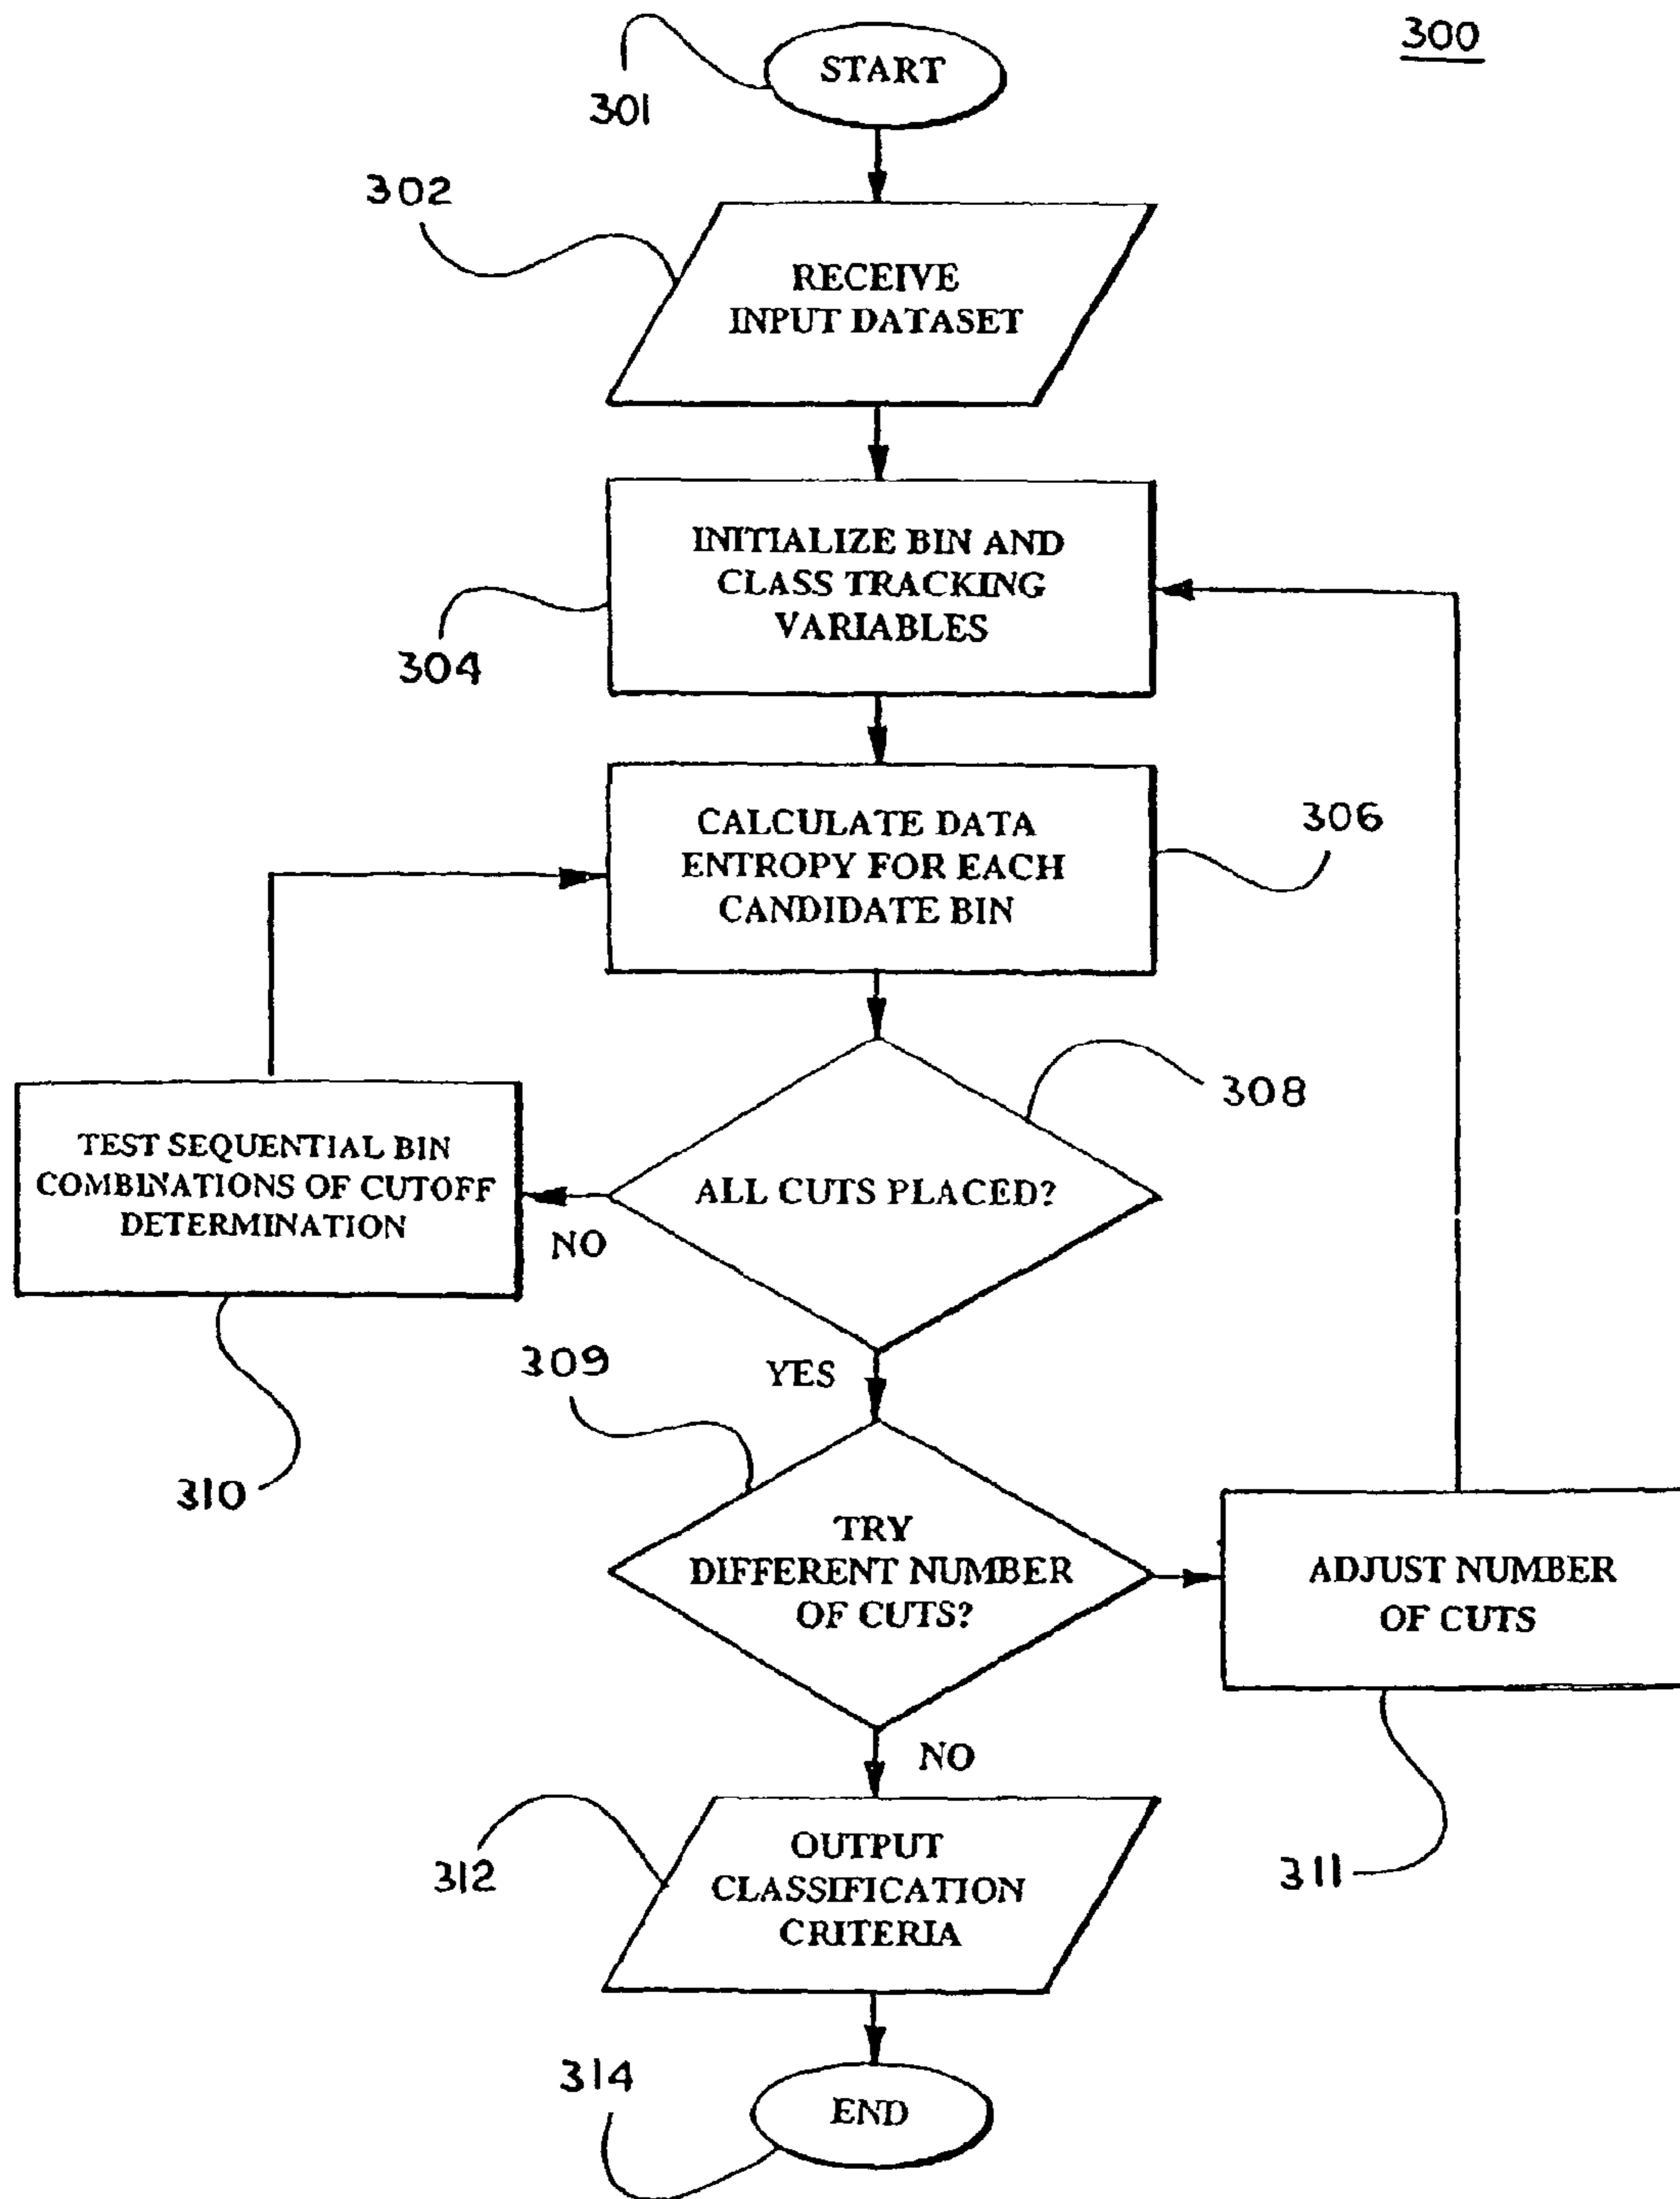 300
START
301
302
RECEIVE
INPUT DATASET
INITIALIZE BIN AND
CLASS TRACKING
VARIABLES
304
CALCULATE DATA
ENTROPY FOR EACH
CANDIDATE BIN
306
308
TEST SEQUENTIAL BIN
COMBINATIONS OF CUTOFF
DETERMINATION
ALL CUTS PLACED?
NO
310
YES
309
TRY
DIFFERENT NUMBER
OF CUTS?
ADJUST NUMBER
OF CUTS
311
NO
312
OUTPUT
CLASSIFICATION
CRITERIA
314
END